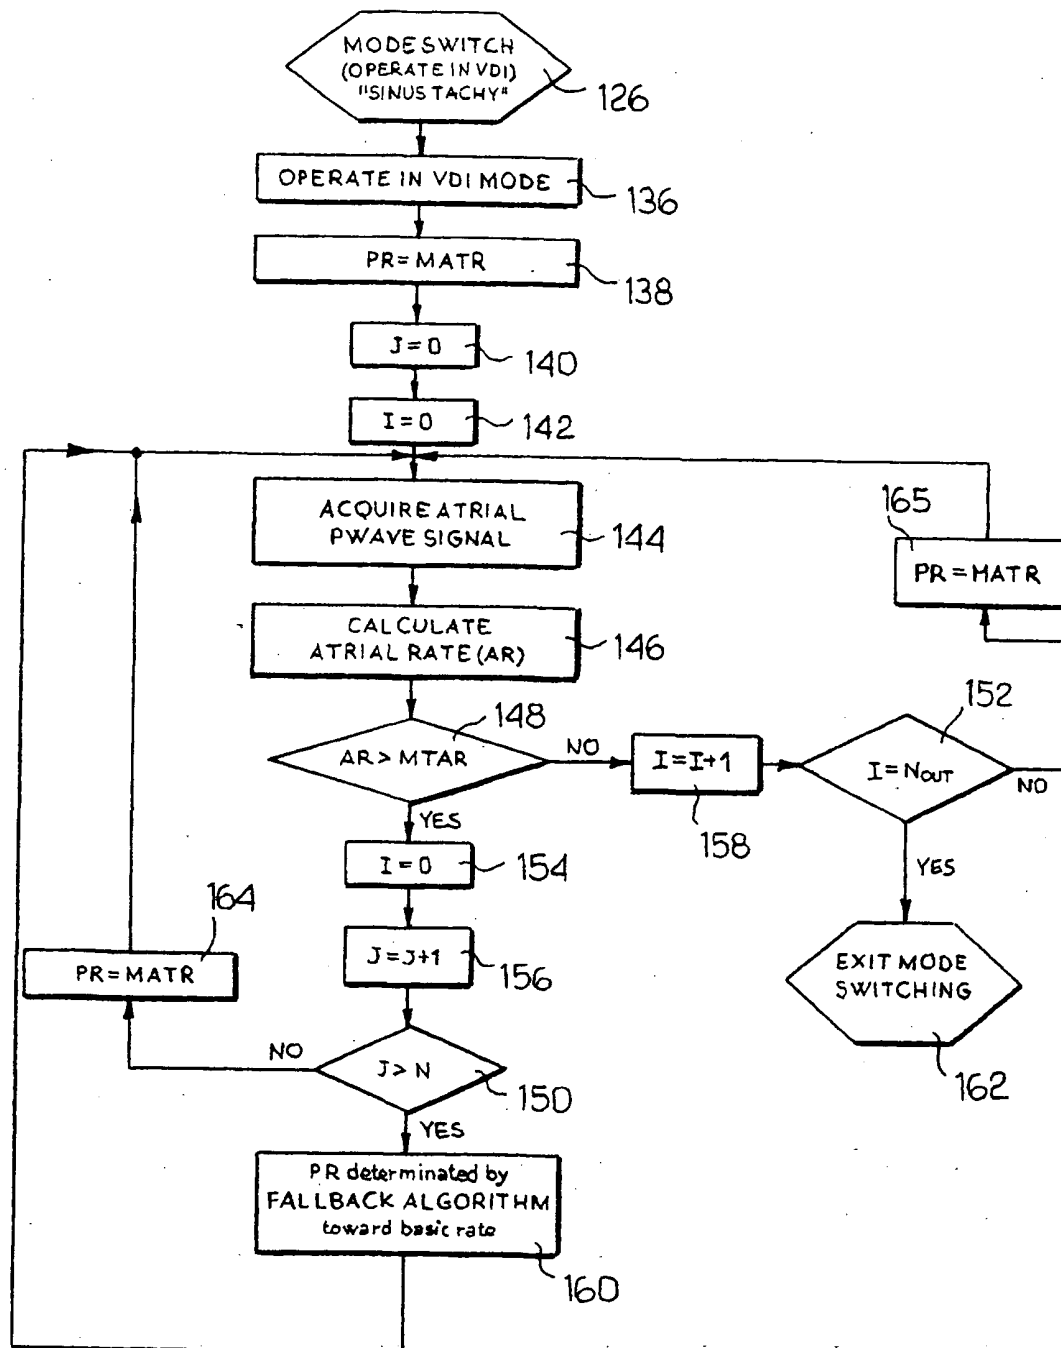 MODE SWITCH
(OPERATE IN VDI)
"SINUS TACHY"
126
OPERATE IN VDI MODE
136
PR=MATR
138
J=0
140
I=0
142
ACQUIRE ATRIAL
PWAVE SIGNAL
144
165
PR=MATR
CALCULATE
ATRIAL RATE (AR)
146
148
AR>MTAR
NO
I=I+1
158
152
I=NOUT
NO
YES
YES
I=0
154
164
PR=MATR
J=J+1
156
EXIT MODE
SWITCHING
162
NO
J>N
150
YES
PR determinated by
FALLBACK ALGORITHM
toward basic rate
160